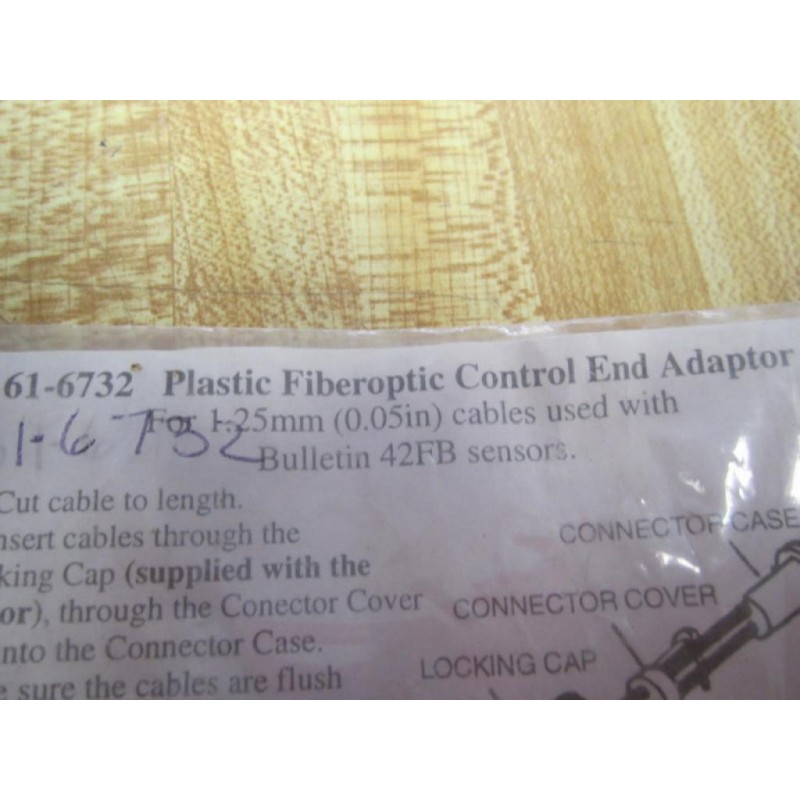 61-6732 Plastic Fiberoptic Control End Adaptor
For 1.25mm (0.05in) cables used with
1-6732
Bulletin 42FB sensors.
Cut cable to length.
nsert cables through the
king Cap (supplied with the
or), through the Conector Cover
nto the Connector Case.
e sure the cables are flush
CONNECTOR CASE
CONNECTOR COVER
LOCKING CAP